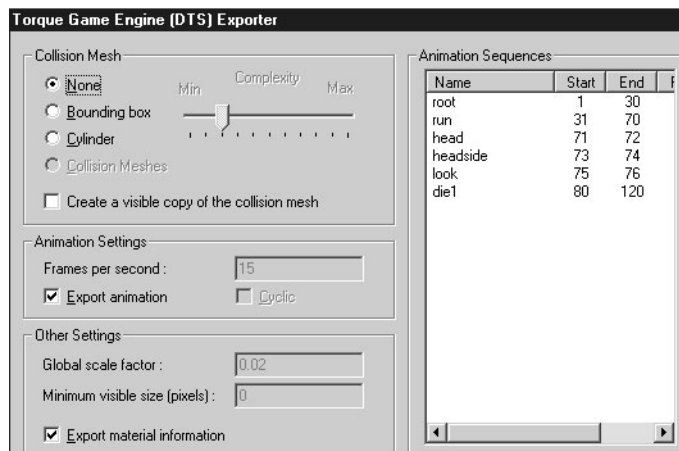 Torque Game Engine (DTS) Exporter
Collision Mesh
None
Min Complexity Max
Bounding box
Cylinder
Collision Meshes
Create a visible copy of the collision mesh
Animation Settings
Frames per second : 15
Export animation Cyclic
Other Settings
Global scale factor : 0.02
Minimum visible size (pixels) : 0
Export material information
Animation Sequences
Name Start End
root 1 30
run 31 70
head 71 72
headside 73 74
look 75 76
die1 80 120